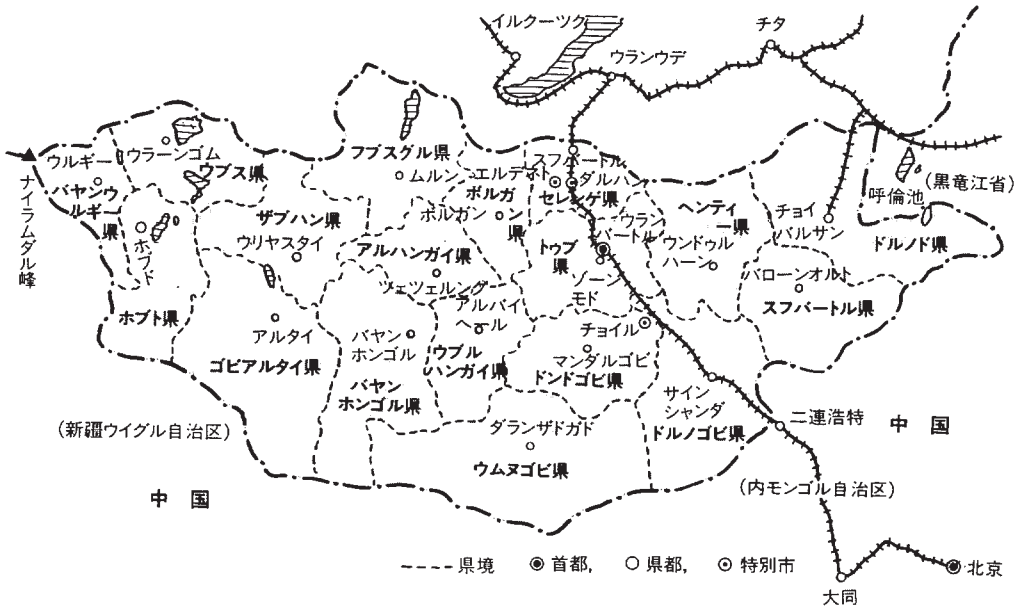 イルクーツク
チタ
ウランウデ
ウルギー
ウラーンゴム
ウブス県
フブスグル県
ムルン
エルデネト
スフバートル
ダルハン
セレンゲ県
ボルガン県
ボルガン
ナイラムダル峰
バヤンウ
ルギー
県
ホブド
ザブハン県
ウリヤスタイ
アルハンガイ県
ツェツェルング
トゥブ
県
ウラン
バートル
ヘンティ
ー県
ウンドゥル
ハーン
チョイ
バルサン
呼倫池
(黒竜江省)
ドルノド県
バローンオルト
スフバートル県
ゾーン
モド
ホブト県
アルタイ
ゴビアルタイ県
バヤン
ホンゴル
バヤン
ホンゴル県
アルバイ
ヘール
ウブル
ハンガイ県
チョイル
マンダルゴビ
ドンドゴビ県
サイン
シャンダ
ドルノゴビ県
ダランザドガド
ウムヌゴビ県
二連浩特
中国
(新疆ウイグル自治区)
中国
(内モンゴル自治区)
県境 首都, 県都, 特別市
北京
大同